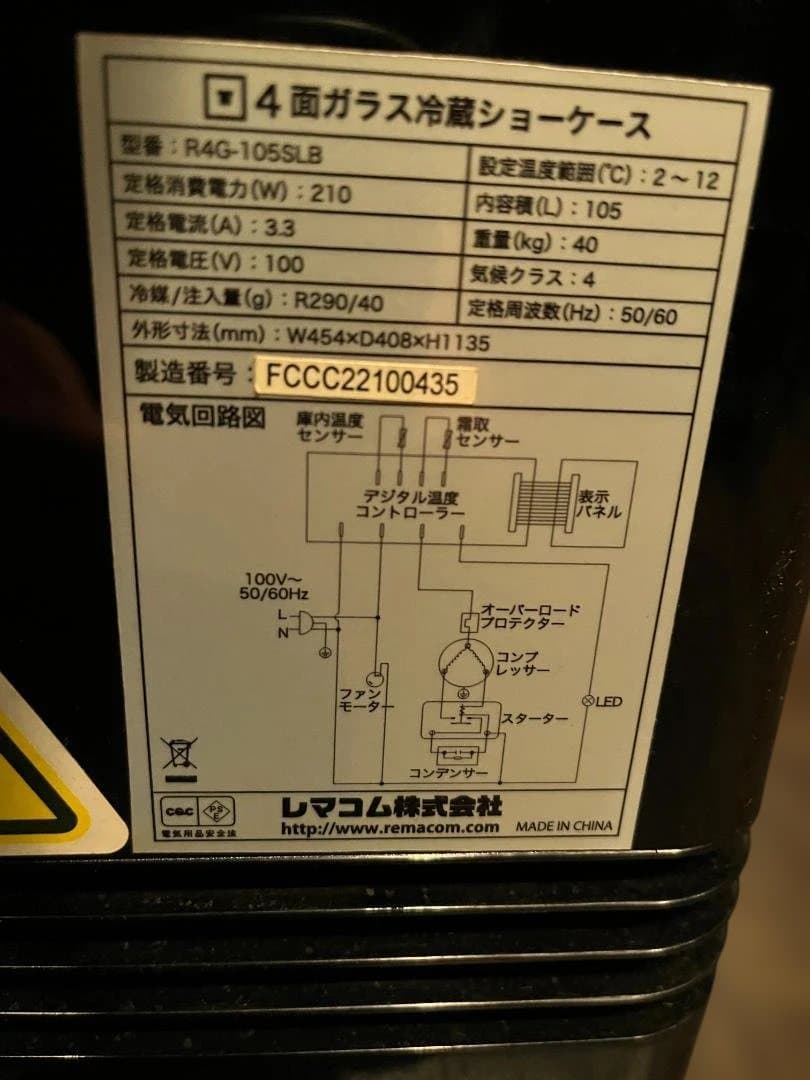 4面ガラス冷蔵ショーケース
型番：R4G-105SLB
設定温度範囲(℃)：2～12
定格消費電力(W)：210
内容積(L)：105
定格電流(A)：3.3
重量(kg)：40
定格電圧(V)：100
気候クラス：4
冷媒/注入量(g)：R290/40
定格周波数(Hz)：50/60
外形寸法(mm)：W454×D408×H1135
製造番号：FCCC22100435
電気回路図
庫内温度
センサー
霜取
センサー
デジタル温度
コントローラー
表示
パネル
100V～
50/60Hz
L
N
オーバーロード
プロテクター
コンプ
レッサー
ファン
モーター
スターター
LED
コンデンサー
PS
E
電気用品安全法
レマコム株式会社
http://www.remacom.com
MADE IN CHINA